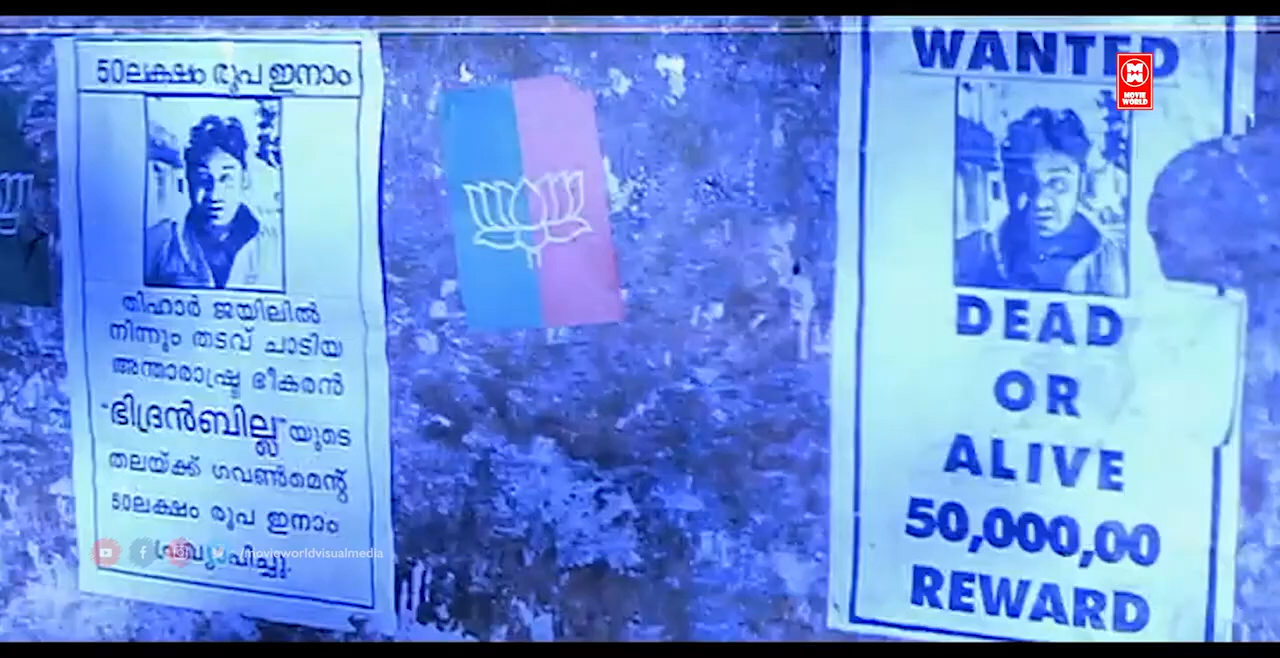 50ലക്ഷം രൂപ ഇനാം
തിഹാർ ജയിലിൽ
നിന്നും തടവ് ചാടിയ
അന്താരാഷ്ട്ര ഭീകരൻ
"ഭിദ്രൻബില്ല"യുടെ
തലയ്ക്ക് ഗവൺമെന്റ്
50ലക്ഷം രൂപ ഇനാം
പ്രഖ്യാപിച്ചു.
/movieworldvisualmedia
WANTED
DEAD
OR
ALIVE
50,000,00
REWARD
MOVIE
WORLD